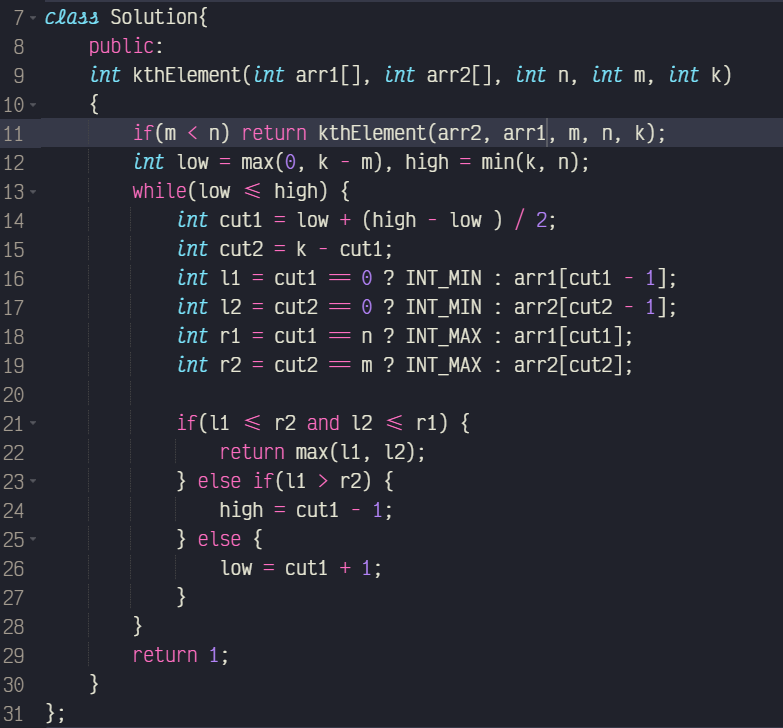 7 class Solution{
8     public:
9     int kthElement(int arr1[], int arr2[], int n, int m, int k)
10     {
11         if(m < n) return kthElement(arr2, arr1, m, n, k);
12         int low = max(0, k - m), high = min(k, n);
13         while(low <= high) {
14             int cut1 = low + (high - low ) / 2;
15             int cut2 = k - cut1;
16             int l1 = cut1 == 0 ? INT_MIN : arr1[cut1 - 1];
17             int l2 = cut2 == 0 ? INT_MIN : arr2[cut2 - 1];
18             int r1 = cut1 == n ? INT_MAX : arr1[cut1];
19             int r2 = cut2 == m ? INT_MAX : arr2[cut2];
20
21             if(l1 <= r2 and l2 <= r1) {
22                 return max(l1, l2);
23             } else if(l1 > r2) {
24                 high = cut1 - 1;
25             } else {
26                 low = cut1 + 1;
27             }
28         }
29         return 1;
30     }
31 };